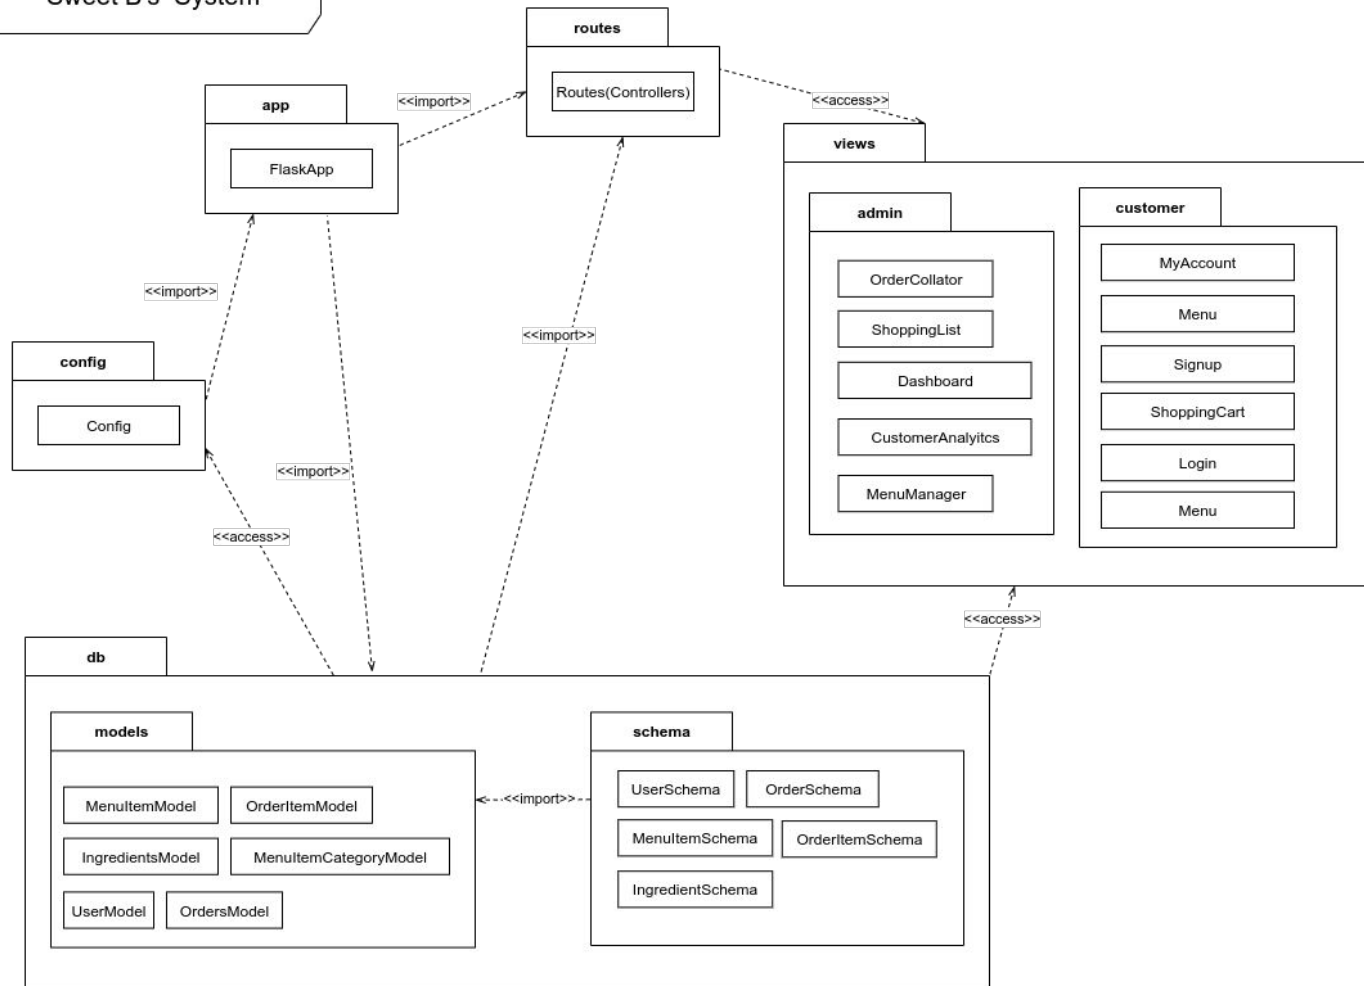 Sweet B's System
routes
Routes(Controllers)
<<import>>
<<access>>
app
FlaskApp
views
admin
OrderCollator
ShoppingList
Dashboard
CustomerAnalyitcs
MenuManager
customer
MyAccount
Menu
Signup
ShoppingCart
Login
Menu
<<import>>
<<import>>
config
Config
<<import>>
<<access>>
<<access>>
db
models
MenuItemModel
OrderItemModel
IngredientsModel
MenuItemCategoryModel
UserModel
OrdersModel
<<import>>
schema
UserSchema
OrderSchema
MenuItemSchema
OrderItemSchema
IngredientSchema